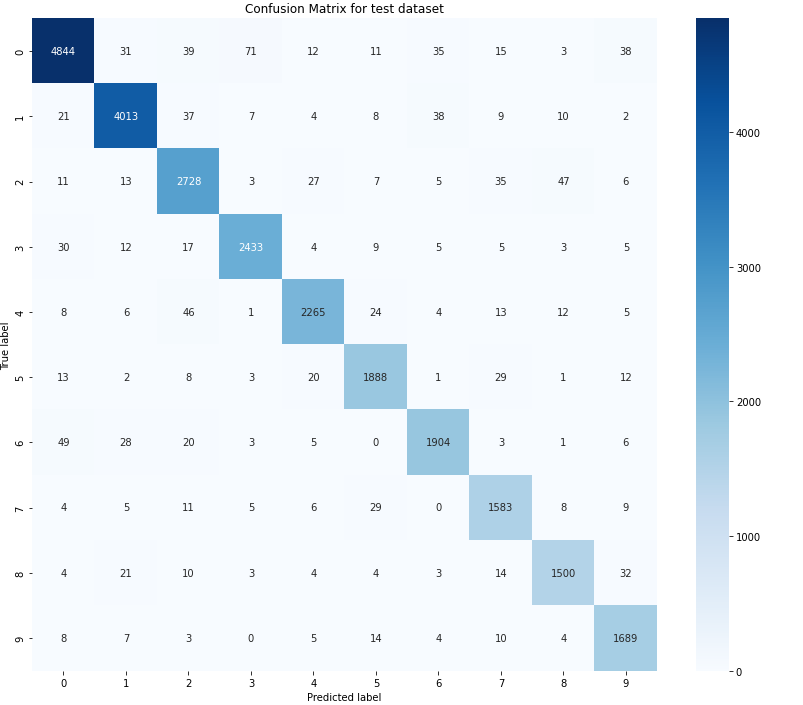 Confusion Matrix for test dataset
0 4844 31 39 71 12 11 35 15 3 38
1 21 4013 37 7 4 8 38 9 10 2
2 11 13 2728 3 27 7 5 35 47 6
3 30 12 17 2433 4 9 5 5 3 5
4 8 6 46 1 2265 24 4 13 12 5
5 13 2 8 3 20 1888 1 29 1 12
6 49 28 20 3 5 0 1904 3 1 6
7 4 5 11 5 6 29 0 1583 8 9
8 4 21 10 3 4 4 3 14 1500 32
9 8 7 3 0 5 14 4 10 4 1689
0 1 2 3 4 5 6 7 8 9
Predicted label
True label
4000
3000
2000
1000
0